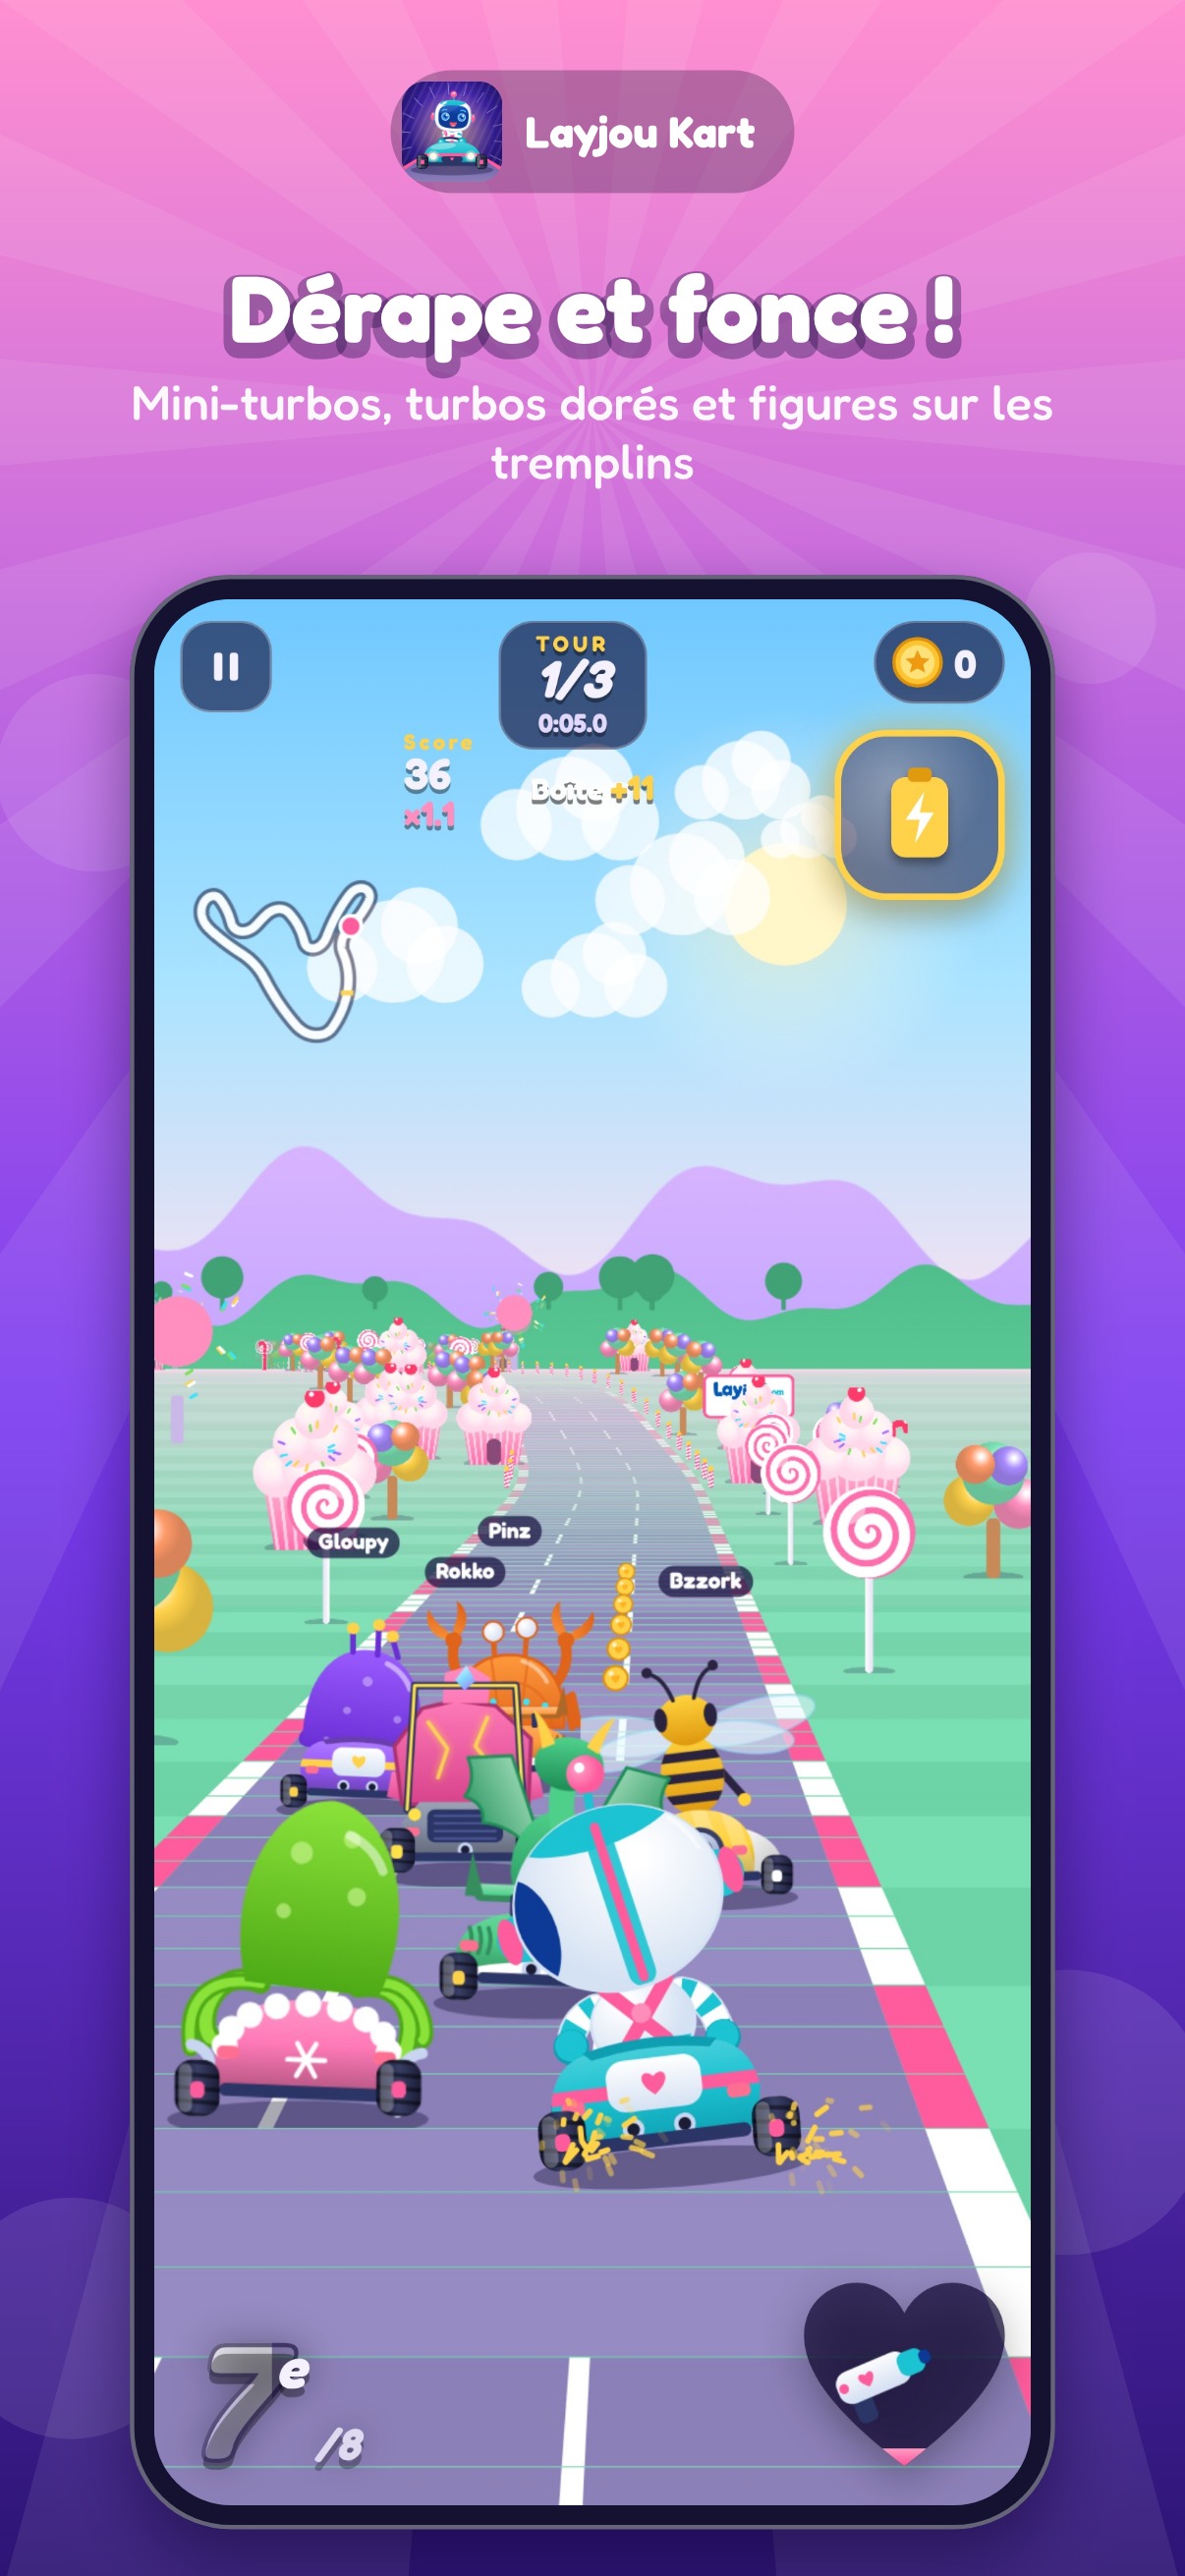 Layjou Kart
Dérape et fonce !
Mini-turbos, turbos dorés et figures sur les
tremplins
TOUR
1/3
0:05.0
0
Score
36
x1.1
Boîte +11
Gloupy
Pinz
Rokko
Bzzork
7e
/8